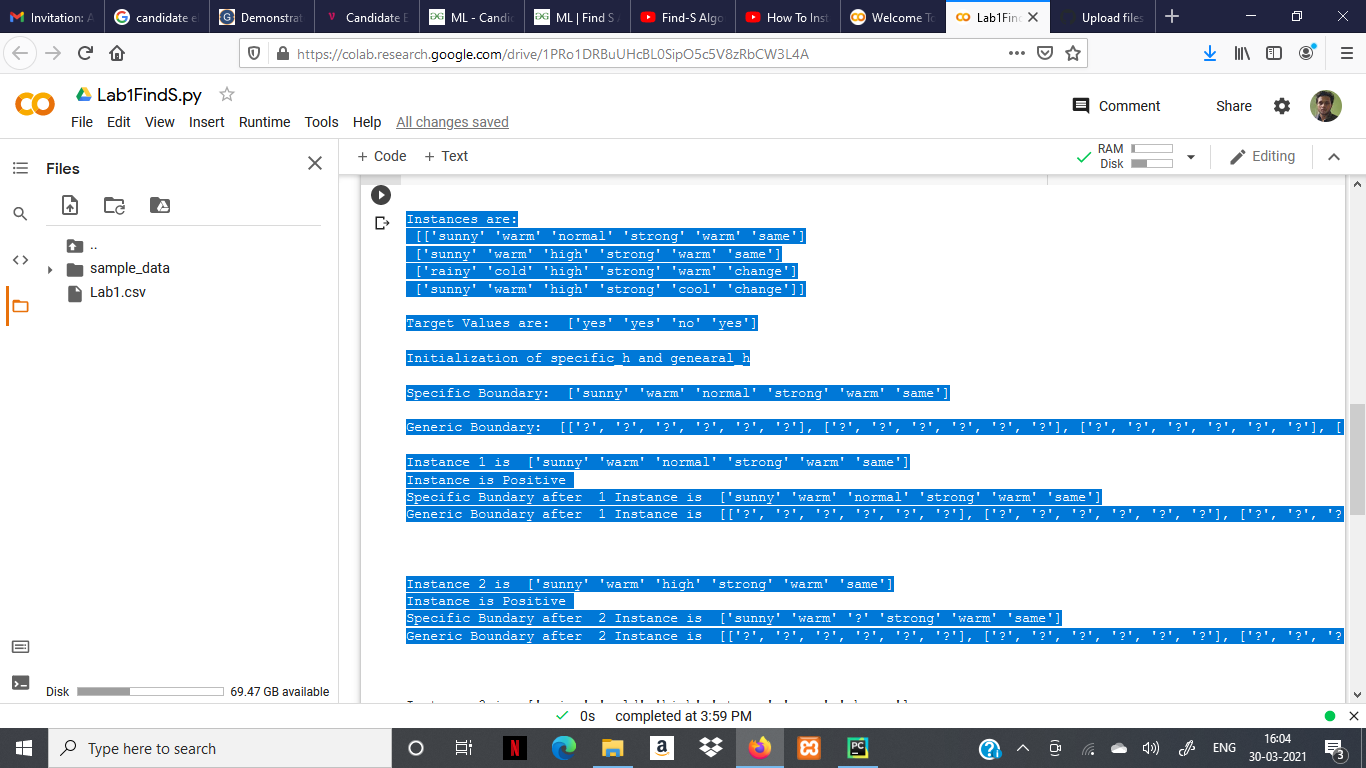 Invitation: A
candidate el
Demonstrat
Candidate E
ML - Candid
ML | Find S A
Find-S Algo
How To Inst
Welcome To
Lab1Find
Upload files
https://colab.research.google.com/drive/1PRo1DRBuUHcBL0SipO5c5V8zRbCW3L4A
Lab1FindS.py
File Edit View Insert Runtime Tools Help All changes saved
Comment Share
Files
+ Code + Text
RAM
Disk
Editing
..
sample_data
Lab1.csv
Instances are:
[['sunny' 'warm' 'normal' 'strong' 'warm' 'same']
['sunny' 'warm' 'high' 'strong' 'warm' 'same']
['rainy' 'cold' 'high' 'strong' 'warm' 'change']
['sunny' 'warm' 'high' 'strong' 'cool' 'change']]
Target Values are:  ['yes' 'yes' 'no' 'yes']
Initialization of specific_h and genearal_h
Specific Boundary:  ['sunny' 'warm' 'normal' 'strong' 'warm' 'same']
Generic Boundary:  [['?', '?', '?', '?', '?', '?'], ['?', '?', '?', '?', '?', '?'], ['?', '?', '?', '?', '?', '?'], [
Instance 1 is  ['sunny' 'warm' 'normal' 'strong' 'warm' 'same']
Instance is Positive
Specific Bundary after  1 Instance is  ['sunny' 'warm' 'normal' 'strong' 'warm' 'same']
Generic Boundary after  1 Instance is  [['?', '?', '?', '?', '?', '?'], ['?', '?', '?', '?', '?', '?'], ['?', '?', '?
Instance 2 is  ['sunny' 'warm' 'high' 'strong' 'warm' 'same']
Instance is Positive
Specific Bundary after  2 Instance is  ['sunny' 'warm' '?' 'strong' 'warm' 'same']
Generic Boundary after  2 Instance is  [['?', '?', '?', '?', '?', '?'], ['?', '?', '?', '?', '?', '?'], ['?', '?', '?
Disk 69.47 GB available
0s completed at 3:59 PM
Type here to search
ENG
16:04
30-03-2021
3